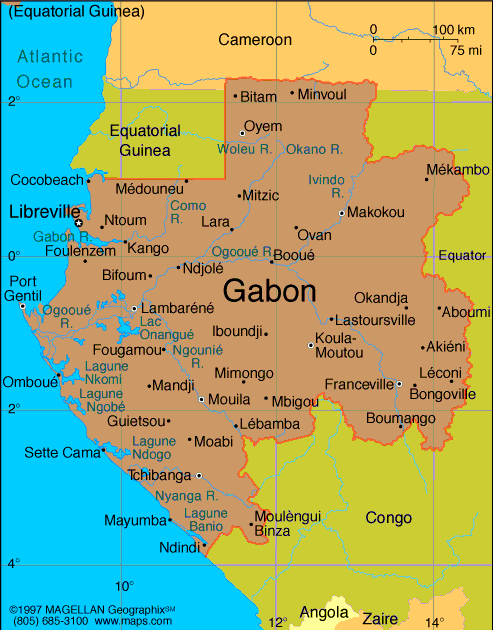 (Equatorial Guinea)
Atlantic
Ocean
Cameroon
0 100 km
0 75 mi
2°
Bitam
Minvoul
Equatorial
Guinea
Oyem
Woleu R.
Okano R.
Cocobeach
Médouneu
Ivindo
R.
Mékambo
Mitzic
Como
R.
Libreville
Ntoum
Lara
Makokou
Gabon R.
Kango
Ovan
0°
Foulenzem
Ogooué R.
Booué
Equator
Bifoum
Ndjolé
Port
Gentil
Gabon
Okandja
Aboumi
Ogooué
R.
Lambaréné
Lac
Onangué
Lastoursville
Iboundji
Koula-
Moutou
Fougamou
Ngounié
R.
Akiéni
Omboué
Lagune
Nkomi
Mimongo
Léconi
Mandji
Franceville
Bongoville
Lagune
Ngobé
Mouila
Mbigou
2°
Guietsou
Lébamba
Boumango
Sette Cama
Lagune
Ndogo
Moabi
Tchibanga
Nyanga R.
Mayumba
Lagune
Banio
Moulèngui
Binza
Congo
Ndindi
4°
10°
12°
14°
©1997 MAGELLAN Geographix℠
(805) 685-3100 www.maps.com
Angola
Zaire